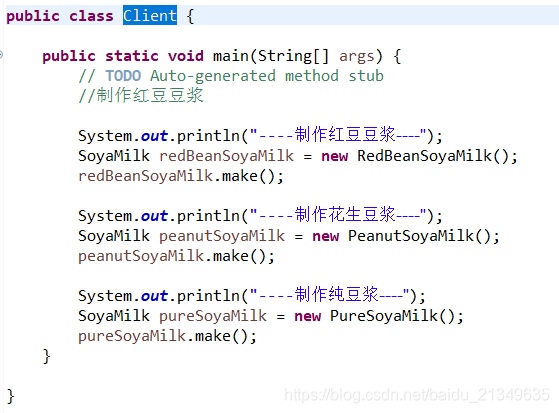 public class Client {
public static void main(String[] args) {
// TODO Auto-generated method stub
//制作红豆豆浆
System.out.println("----制作红豆豆浆----");
SoyaMilk redBeanSoyaMilk = new RedBeanSoyaMilk();
redBeanSoyaMilk.make();
System.out.println("----制作花生豆浆----");
SoyaMilk peanutSoyaMilk = new PeanutSoyaMilk();
peanutSoyaMilk.make();
System.out.println("----制作纯豆浆----");
SoyaMilk pureSoyaMilk = new PureSoyaMilk();
pureSoyaMilk.make();
}
}
https://blog.csdn.net/baidu_21349635